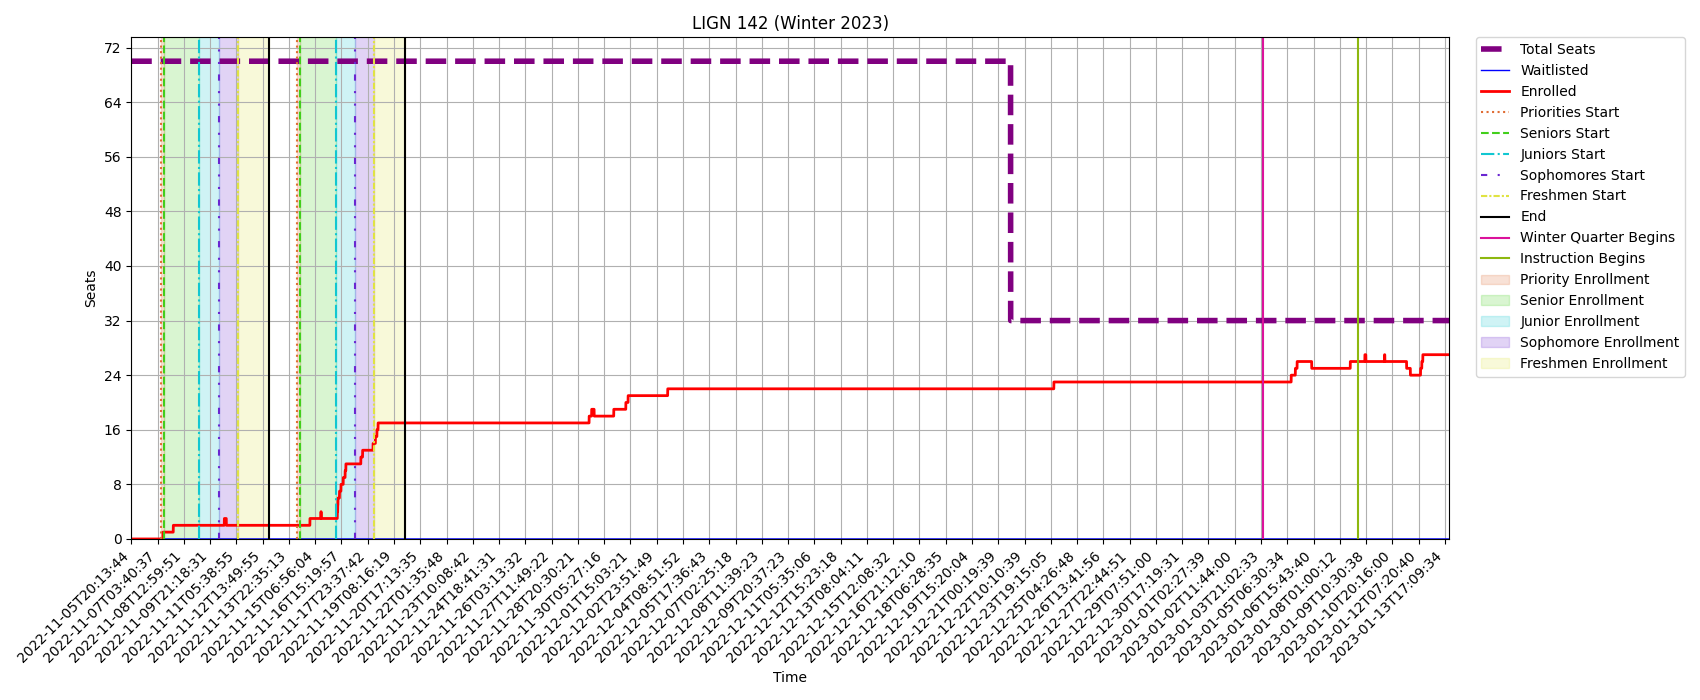 LIGN 142 (Winter 2023)
72
64
56
48
40
32
24
16
8
0
Seats
2022-11-05T20:13:44
2022-11-07T03:40:37
2022-11-08T12:59:51
2022-11-09T21:18:31
2022-11-11T05:38:55
2022-11-12T13:49:55
2022-11-13T22:35:13
2022-11-15T06:56:04
2022-11-16T15:19:57
2022-11-17T23:37:42
2022-11-19T08:16:19
2022-11-20T17:13:35
2022-11-22T01:35:48
2022-11-23T10:08:42
2022-11-24T18:41:31
2022-11-26T03:13:32
2022-11-27T11:49:22
2022-11-28T20:30:21
2022-11-30T05:27:16
2022-12-01T15:03:21
2022-12-02T23:51:49
2022-12-04T08:51:52
2022-12-05T17:36:43
2022-12-07T02:25:18
2022-12-08T11:39:23
2022-12-09T20:37:23
2022-12-11T05:35:06
2022-12-12T15:23:18
2022-12-13T08:04:11
2022-12-15T12:08:32
2022-12-16T21:12:10
2022-12-18T06:28:35
2022-12-19T15:20:04
2022-12-21T00:19:39
2022-12-22T10:10:39
2022-12-23T19:15:05
2022-12-25T04:26:48
2022-12-26T13:41:56
2022-12-27T22:44:51
2022-12-29T07:51:00
2022-12-30T17:19:31
2023-01-01T02:27:39
2023-01-02T11:44:00
2023-01-03T21:02:33
2023-01-05T06:30:34
2023-01-06T15:43:40
2023-01-08T01:00:12
2023-01-09T10:30:38
2023-01-10T20:16:00
2023-01-12T07:20:40
2023-01-13T17:09:34
Time
Total Seats
Waitlisted
Enrolled
Priorities Start
Seniors Start
Juniors Start
Sophomores Start
Freshmen Start
End
Winter Quarter Begins
Instruction Begins
Priority Enrollment
Senior Enrollment
Junior Enrollment
Sophomore Enrollment
Freshmen Enrollment